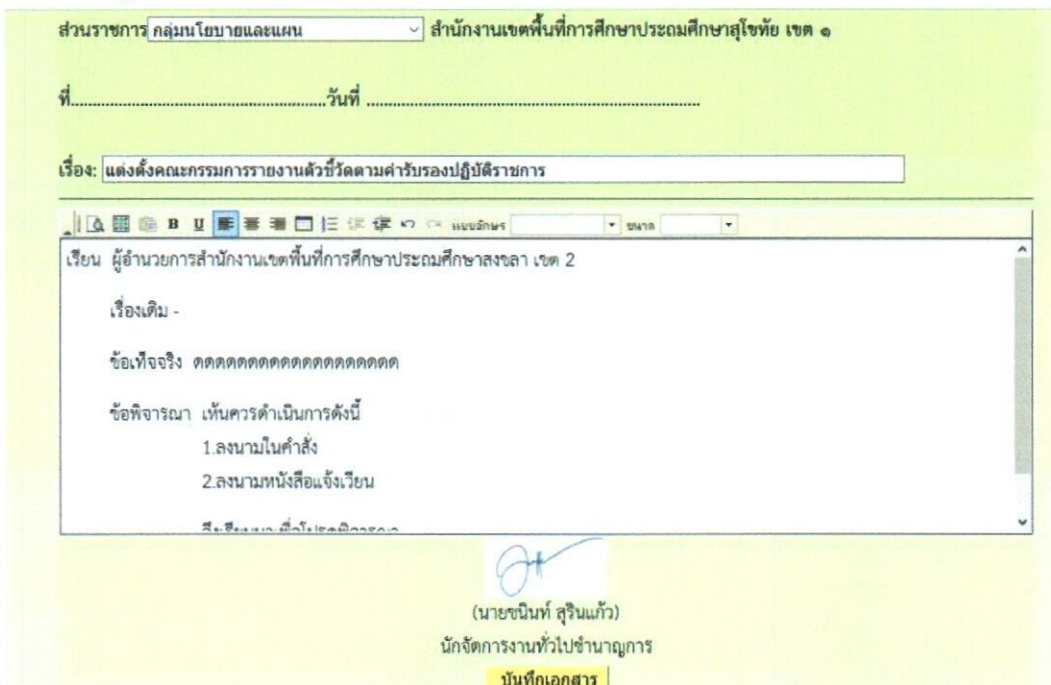 ส่วนราชการ กลุ่มนโยบายและแผน สำนักงานเขตพื้นที่การศึกษาประถมศึกษาสุโขทัย เขต ๑
ที่..................................................วันที่ ..................................................................
เรื่อง: แต่งตั้งคณะกรรมการรายงานตัวชี้วัดตามคำรับรองปฏิบัติราชการ
B U แบบอักษร ขนาด
เรียน ผู้อำนวยการสำนักงานเขตพื้นที่การศึกษาประถมศึกษาสงขลา เขต 2
เรื่องเดิม -
ข้อเท็จจริง ดดดดดดดดดดดดดดดดดดด
ข้อพิจารณา เห็นควรดำเนินการดังนี้
1.ลงนามในคำสั่ง
2.ลงนามหนังสือแจ้งเวียน
(นายชนินท์ สุรินแก้ว)
นักจัดการงานทั่วไปชำนาญการ
บันทึกเอกสาร